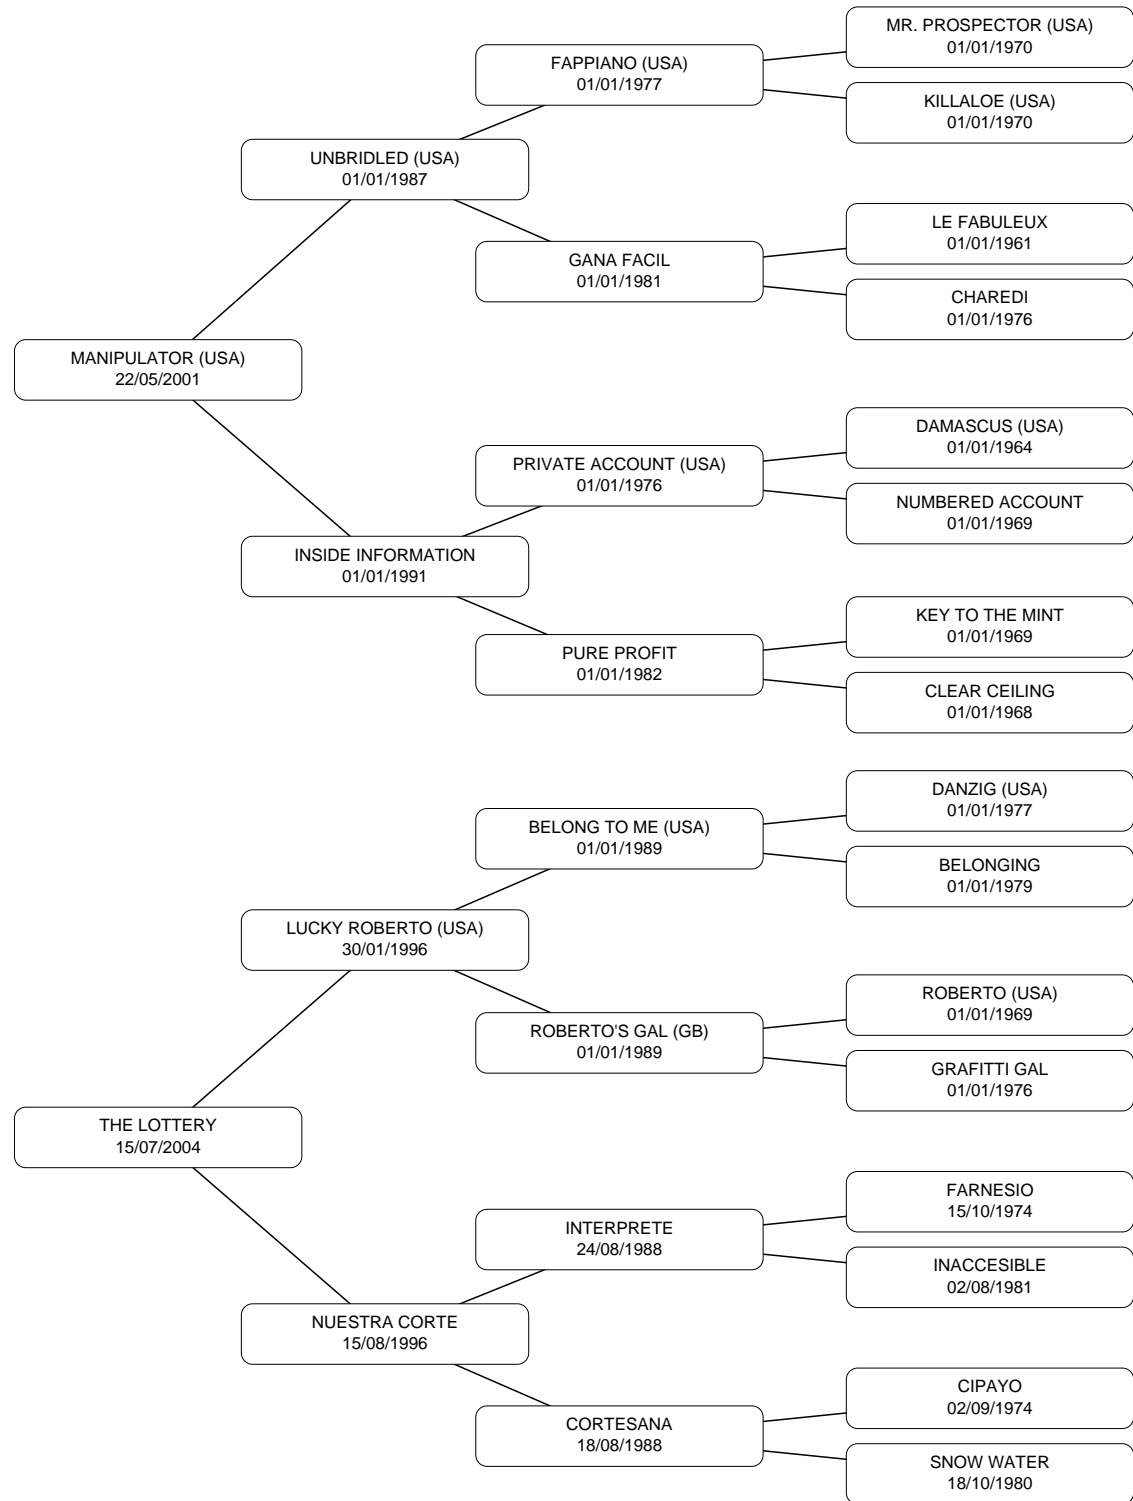 MR. PROSPECTOR (USA)
01/01/1970
FAPPIANO (USA)
01/01/1977
KILLALOE (USA)
01/01/1970
UNBRIDLED (USA)
01/01/1987
LE FABULEUX
01/01/1961
GANA FACIL
01/01/1981
CHAREDI
01/01/1976
MANIPULATOR (USA)
22/05/2001
DAMASCUS (USA)
01/01/1964
PRIVATE ACCOUNT (USA)
01/01/1976
NUMBERED ACCOUNT
01/01/1969
INSIDE INFORMATION
01/01/1991
KEY TO THE MINT
01/01/1969
PURE PROFIT
01/01/1982
CLEAR CEILING
01/01/1968
DANZIG (USA)
01/01/1977
BELONG TO ME (USA)
01/01/1989
BELONGING
01/01/1979
LUCKY ROBERTO (USA)
30/01/1996
ROBERTO (USA)
01/01/1969
ROBERTO'S GAL (GB)
01/01/1989
GRAFITTI GAL
01/01/1976
THE LOTTERY
15/07/2004
FARNESIO
15/10/1974
INTERPRETE
24/08/1988
INACCESIBLE
02/08/1981
NUESTRA CORTE
15/08/1996
CIPAYO
02/09/1974
CORTESANA
18/08/1988
SNOW WATER
18/10/1980